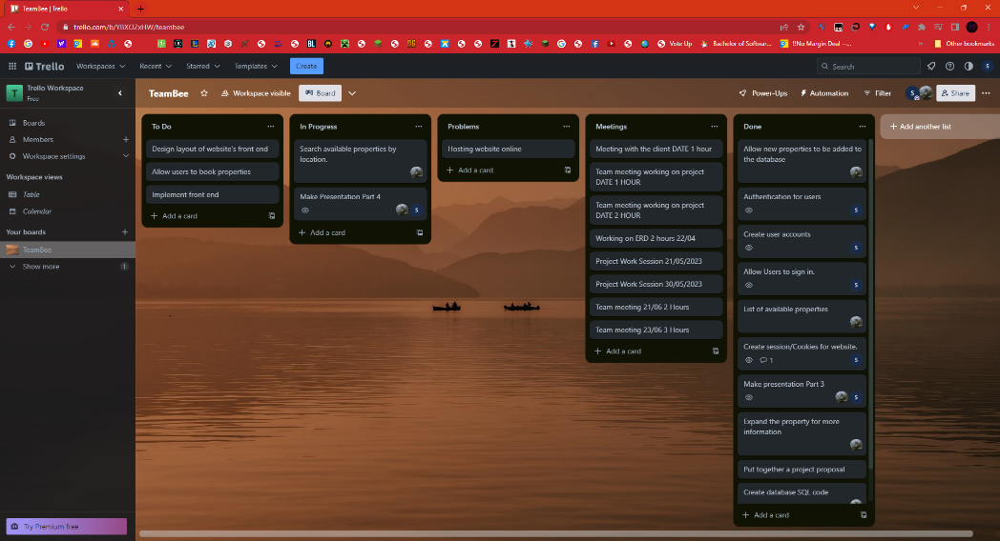 TeamBee | Trello
trello.com/b/YBXOZxHW/teambee
BL
Vote Up
Bachelor of Softwar...
!!No Margin Deal -...
Other bookmarks
Trello
Workspaces
Recent
Starred
Templates
Create
Search
S
T
Trello Workspace
Free
TeamBee
Workspace visible
Board
Power-Ups
Automation
Filter
S
Share
Boards
Members
Workspace settings
Workspace views
Table
Calendar
Your boards
TeamBee
Show more
1
Try Premium free
To Do
Design layout of website's front end
Allow users to book properties
Implement front end
Add a card
In Progress
Search available properties by
location.
Make Presentation Part 4
S
Add a card
Problems
Hosting website online
Add a card
Meetings
Meeting with the client DATE 1 hour
Team meeting working on project
DATE 1 HOUR
Team meeting working on project
DATE 2 HOUR
Working on ERD 2 hours 22/04
Project Work Session 21/05/2023
Project Work Session 30/05/2023
Team meeting 21/06 2 Hours
Team meeting 23/06 3 Hours
Add a card
Done
Allow new properties to be added to
the database
Authentication for users
S
Create user accounts
S
Allow Users to sign in.
S
List of available properties
Create session/Cookies for website.
1
S
Make presentation Part 3
S
Expand the property for more
information
Put together a project proposal
Create database SQL code
Add a card
Add another list